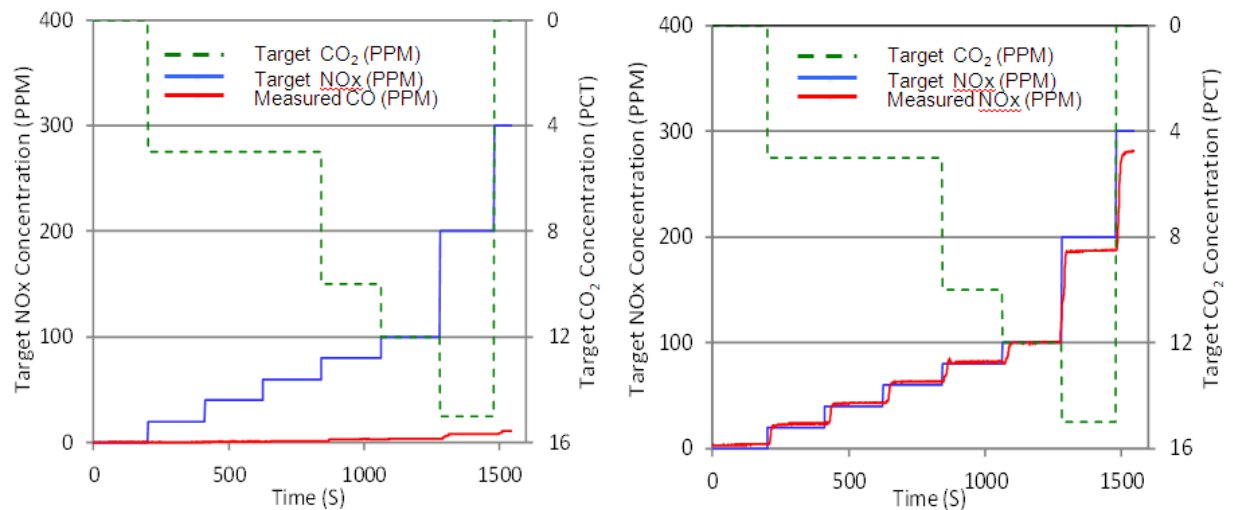 400
300
200
100
0
Target NOx Concentration (PPM)
Target CO₂ (PPM)
Target NOx (PPM)
Measured CO (PPM)
0
4
8
12
16
Target CO₂ Concentration (PCT)
0
500
1000
1500
Time (S)
400
300
200
100
0
Target NOx Concentration (PPM)
Target CO₂ (PPM)
Target NOx (PPM)
Measured NOx (PPM)
0
4
8
12
16
Target CO₂ Concentration (PCT)
0
500
1000
1500
Time (S)